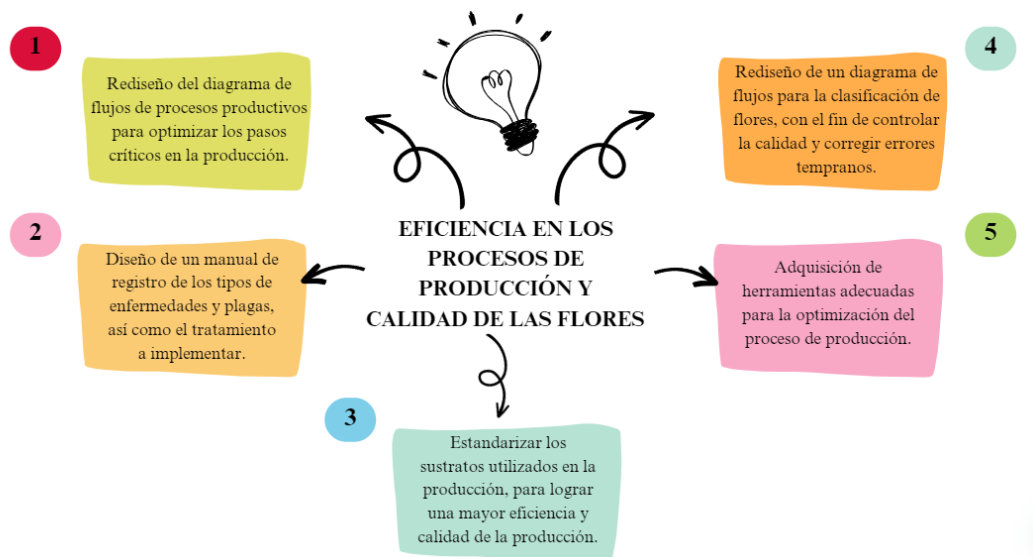 EFICIENCIA EN LOS
PROCESOS DE
PRODUCCIÓN Y
CALIDAD DE LAS FLORES
1
Rediseño del diagrama de
flujos de procesos productivos
para optimizar los pasos
críticos en la producción.
2
Diseño de un manual de
registro de los tipos de
enfermedades y plagas,
así como el tratamiento
a implementar.
3
Estandarizar los
sustratos utilizados en la
producción, para lograr
una mayor eficiencia y
calidad de la producción.
4
Rediseño de un diagrama de
flujos para la clasificación de
flores, con el fin de controlar
la calidad y corregir errores
tempranos.
5
Adquisición de
herramientas adecuadas
para la optimización del
proceso de producción.